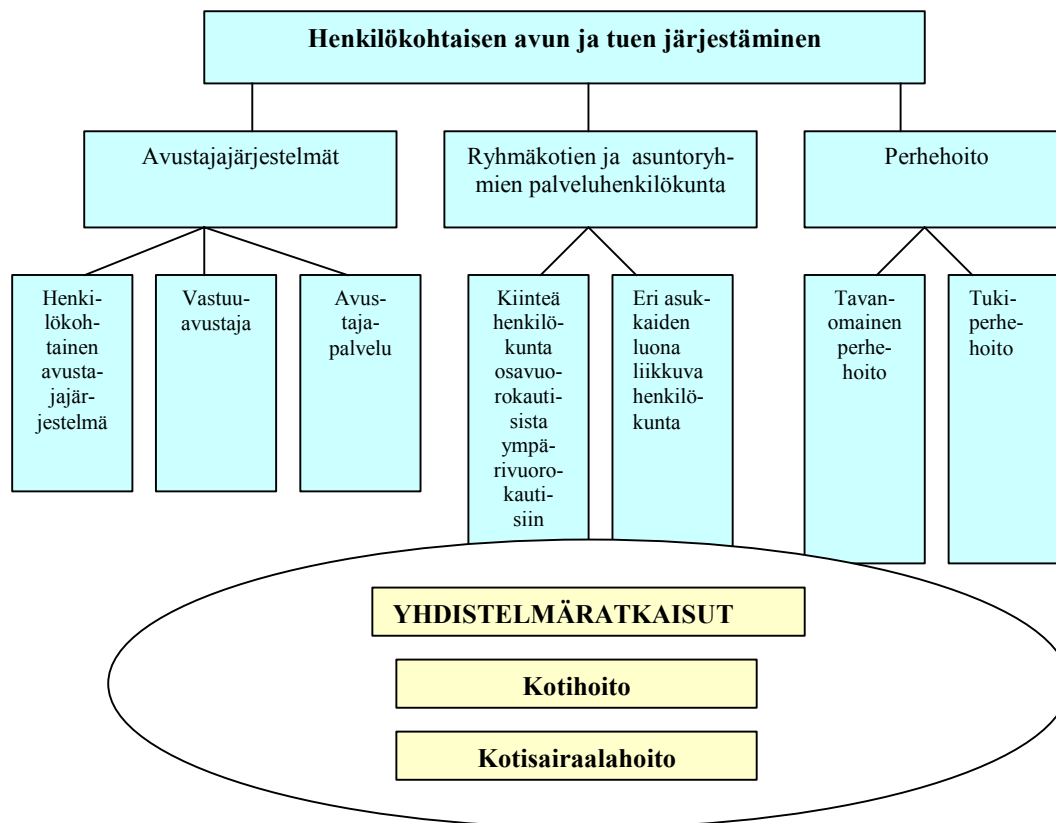 Henkilökohtaisen avun ja tuen järjestäminen
Avustajajärjestelmät
Ryhmäkotien ja asuntoryh-
mien palveluhenkilökunta
Perhehoito
Henki-
lökoh-
tainen
avusta-
jajär-
jestelmä
Vastuu-
avustaja
Avus-
taja-
palvelu
Kiinteä
henkilö-
kunta
osavuo-
rokauti-
sista
ympä-
rivuoro-
kauti-
siin
Eri asuk-
kaiden
luona
liikkuva
henkilö-
kunta
Tavan-
omainen
perhe-
hoito
Tuki-
perhe-
hoito
YHDISTELMÄRATKAISUT
Kotihoito
Kotisairaalahoito